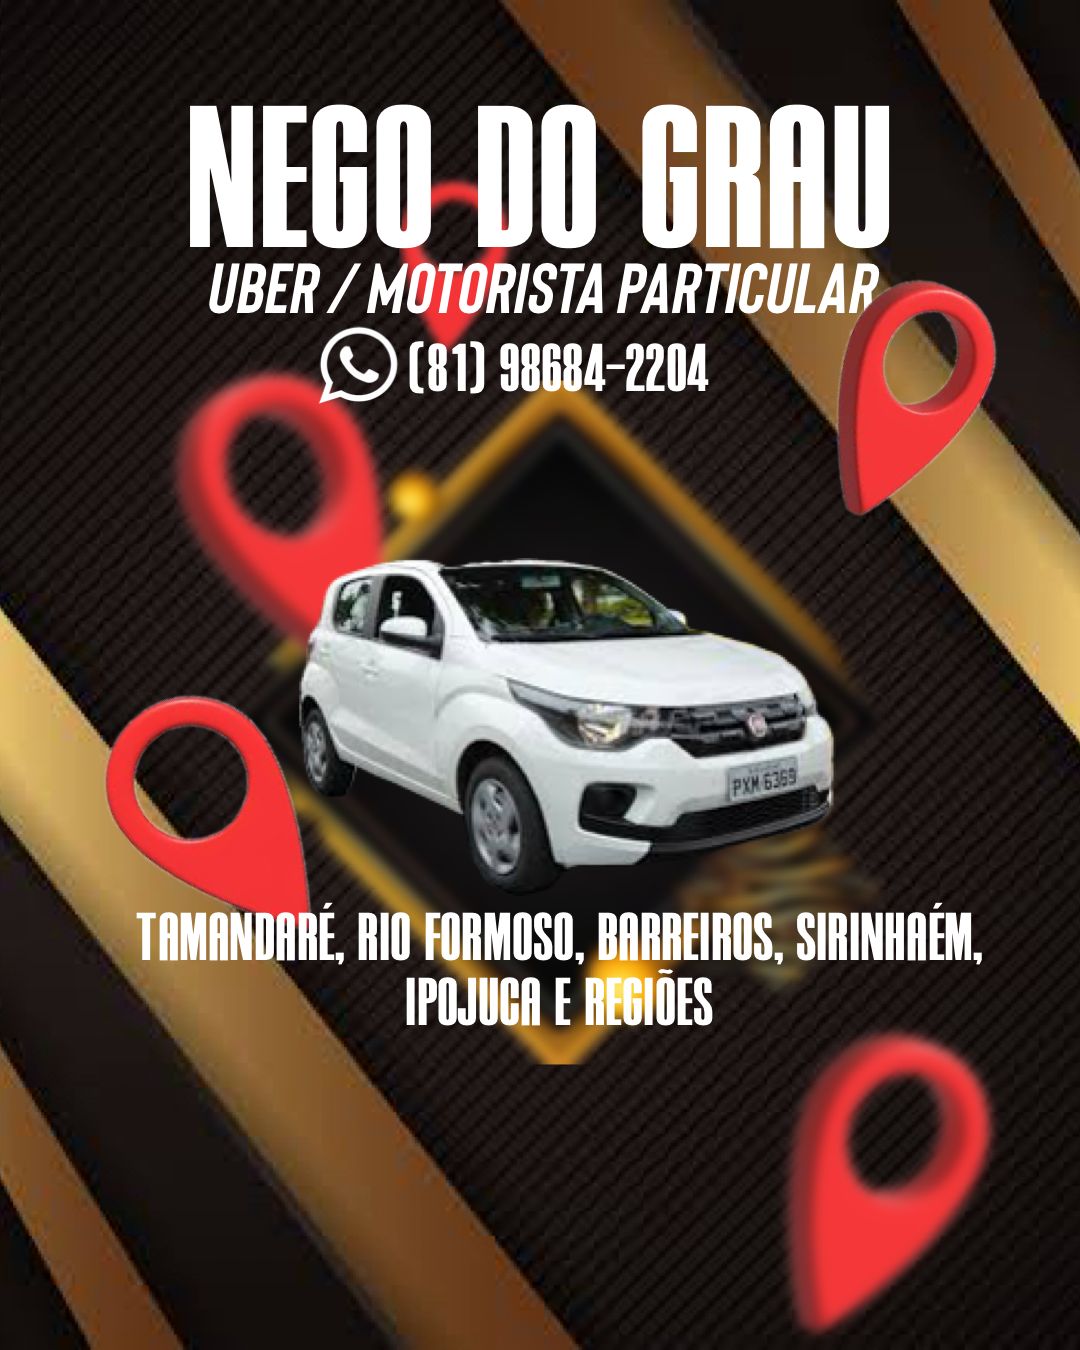 NEGO DO GRAU
UBER / MOTORISTA PARTICULAR
(81) 98684-2204
PXM 6369
TAMANDARÉ, RIO FORMOSO, BARREIROS, SIRINHAÉM,
IPOJUCA E REGIÕES